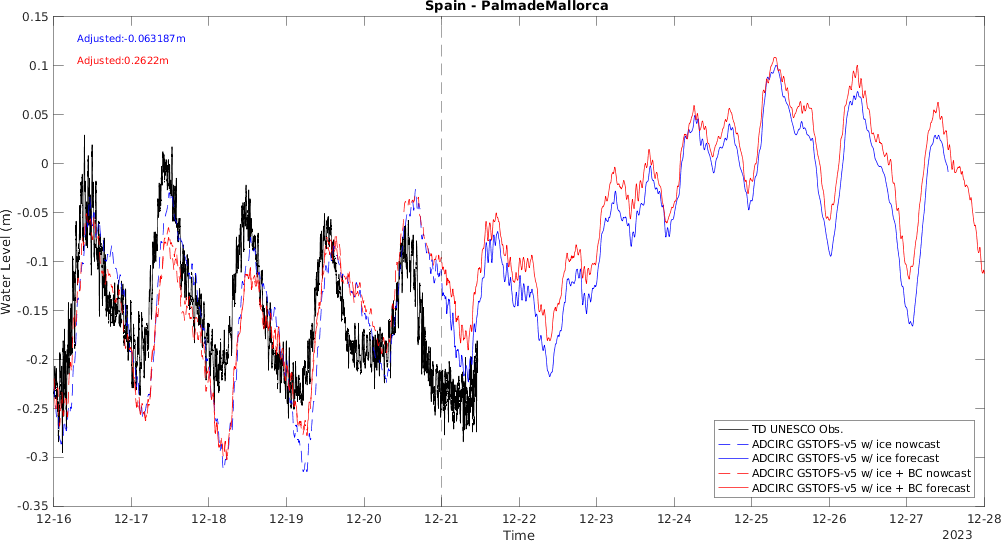 Spain - PalmadeMallorca
Adjusted:-0.063187m
Adjusted:0.2622m
0.15
0.1
0.05
0
-0.05
-0.1
-0.15
-0.2
-0.25
-0.3
-0.35
Water Level (m)
TD UNESCO Obs.
ADCIRC GSTOFS-v5 w/ ice nowcast
ADCIRC GSTOFS-v5 w/ ice forecast
ADCIRC GSTOFS-v5 w/ ice + BC nowcast
ADCIRC GSTOFS-v5 w/ ice + BC forecast
12-16 12-17 12-18 12-19 12-20 12-21 12-22 12-23 12-24 12-25 12-26 12-27 12-28
Time
2023